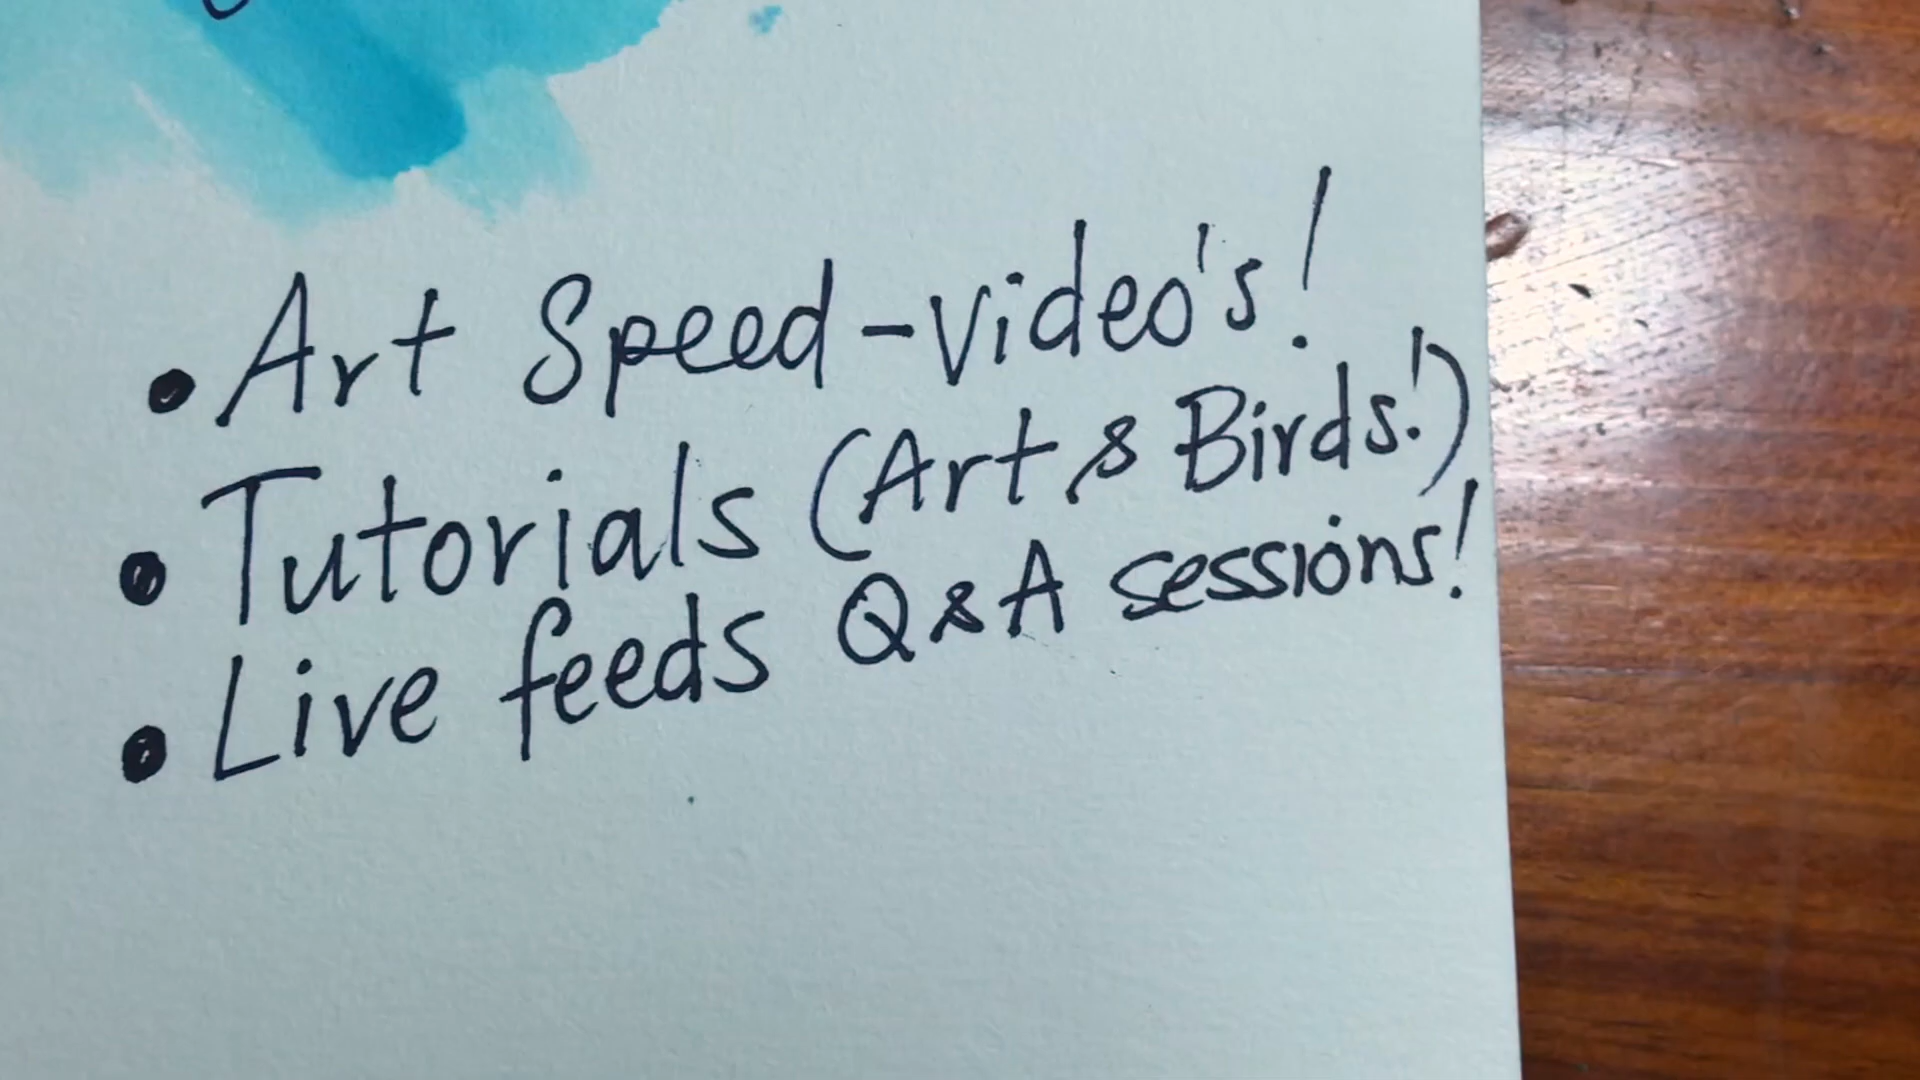 • Art Speed-video's!
• Tutorials (Art & Birds!)
• Live feeds Q&A sessions!